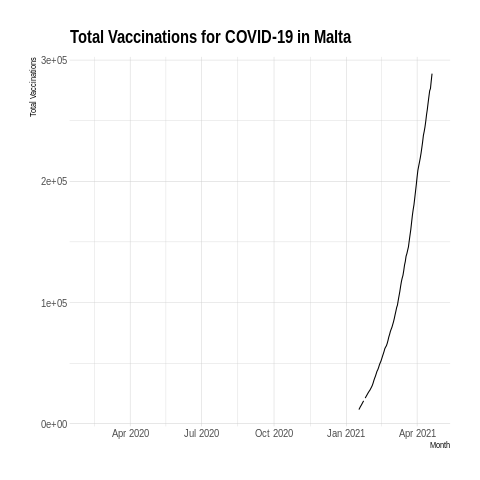 Total Vaccinations for COVID-19 in Malta
Total Vaccinations
3e+05
2e+05
1e+05
0e+00
Apr 2020 Jul 2020 Oct 2020 Jan 2021 Apr 2021
Month